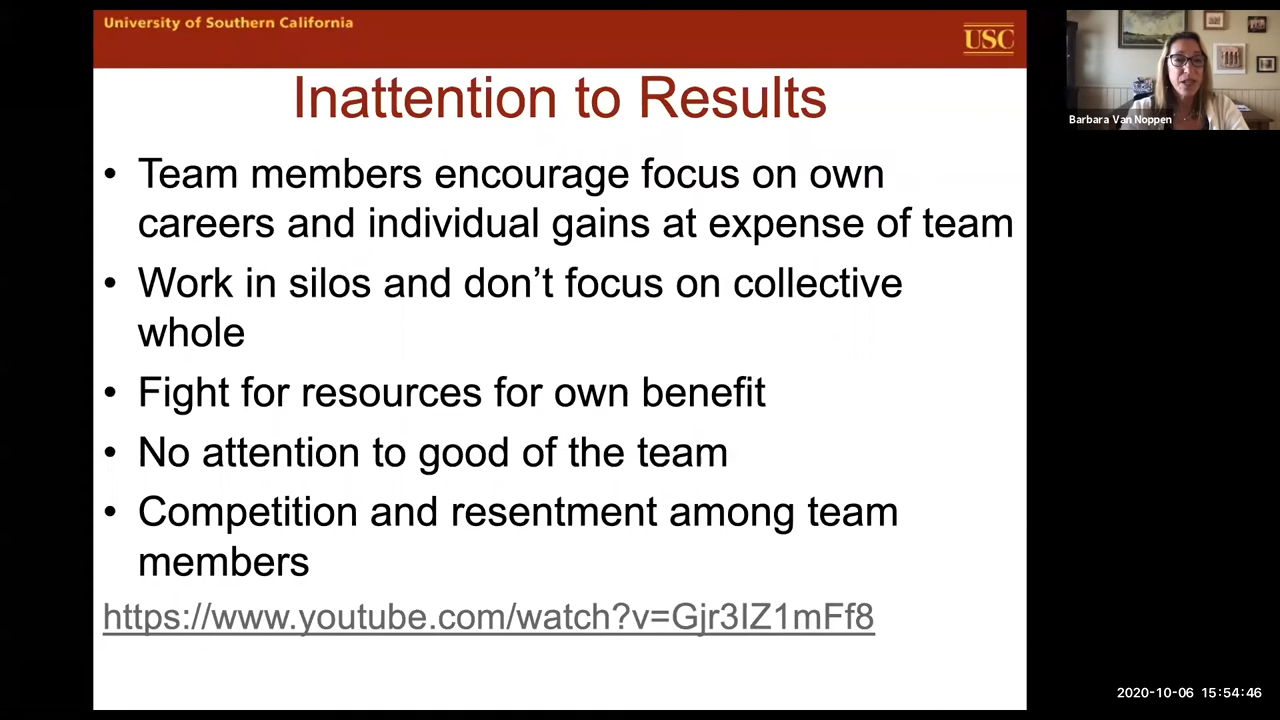 University of Southern California
USC
Inattention to Results
• Team members encourage focus on own
careers and individual gains at expense of team
• Work in silos and don’t focus on collective
whole
• Fight for resources for own benefit
• No attention to good of the team
• Competition and resentment among team
members
https://www.youtube.com/watch?v=Gjr3IZ1mFf8
Barbara Van Noppen
2020-10-06 15:54:46